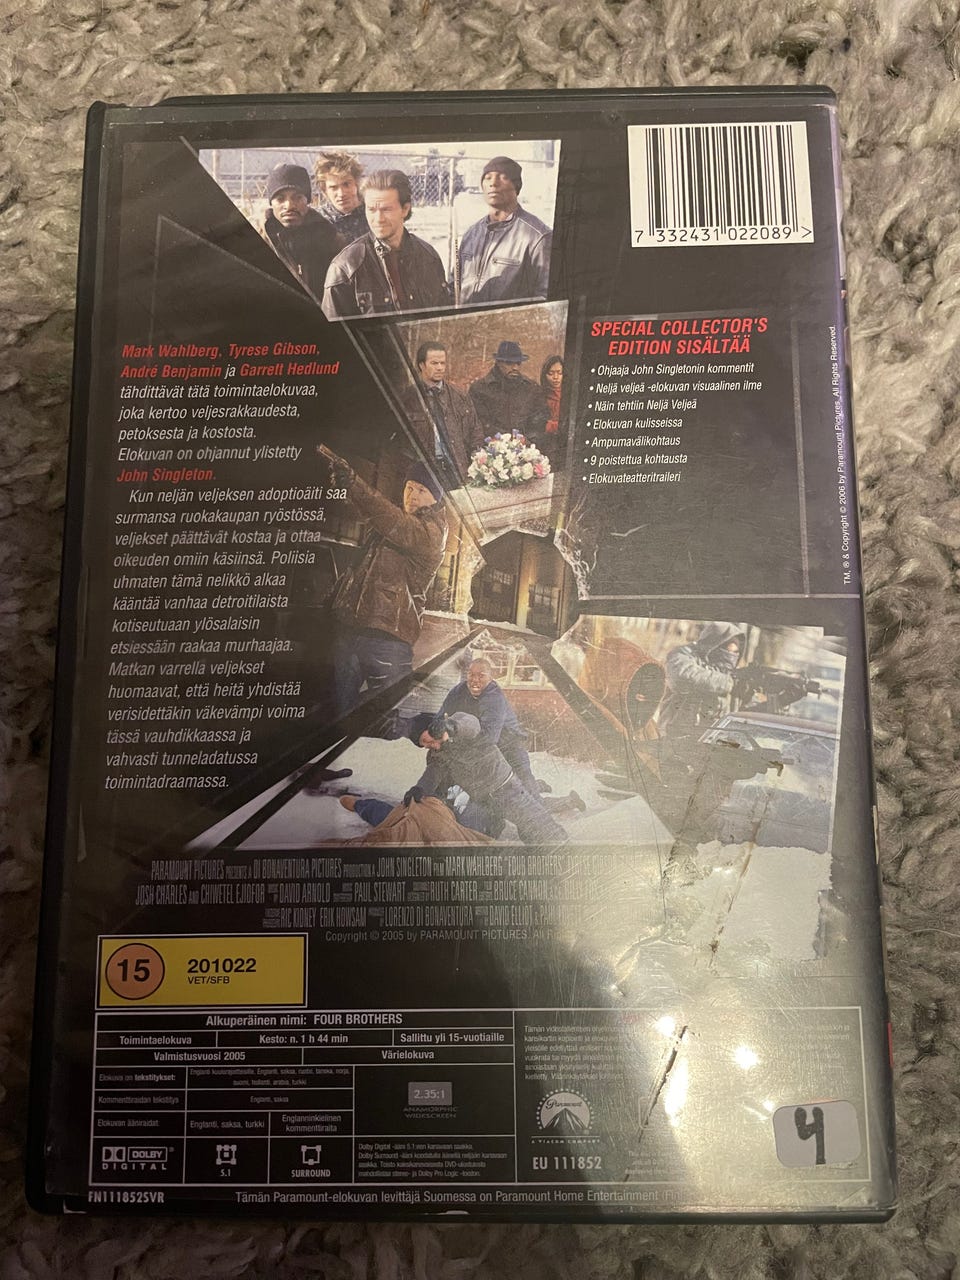 7 332431 022089 >
Mark Wahlberg, Tyrese Gibson,
André Benjamin ja Garrett Hedlund
tähdittävät tätä toimintaelokuvaa,
joka kertoo veljesrakkaudesta,
petoksesta ja kostosta.
Elokuvan on ohjannut ylistetty
John Singleton.
Kun neljän veljeksen adoptioäiti saa
surmansa ruokakaupan ryöstössä,
veljekset päättävät kostaa ja ottaa
oikeuden omiin käsiinsä. Poliisia
uhmaten tämä nelikkö alkaa
kääntää vanhaa detroitilaista
kotiseutuaan ylösalaisin
etsiessään raakaa murhaajaa.
Matkan varrella veljekset
huomaavat, että heitä yhdistää
verisidettäkin väkevämpi voima
tässä vauhdikkaassa ja
vahvasti tunneladatussa
toimintadraamassa.
SPECIAL COLLECTOR'S
EDITION SISÄLTÄÄ
• Ohjaaja John Singletonin kommentit
• Neljä veljeä -elokuvan visuaalinen ilme
• Näin tehtiin Neljä Veljeä
• Elokuvan kulisseissa
• Ampumavälikohtaus
• 9 poistettua kohtausta
• Elokuvateatteritraileri
TM, ® & Copyright © 2006 by Paramount Pictures. All Rights Reserved.
PARAMOUNT PICTURES PRESENTS A DI BONAVENTURA PICTURES PRODUCTION A JOHN SINGLETON FILM MARK WAHLBERG "FOUR BROTHERS"
JOSH CHARLES AND CHIWETEL EJIOFOR DAVID ARNOLD PAUL STEWART RUTH CARTER BRUCE CANNON
RIC KIDNEY ERIK HOWSAM LORENZO DI BONAVENTURA DAVID ELLIOT &
Copyright © 2005 by PARAMOUNT PICTURES. All
15
201022
VET/SFB
Alkuperäinen nimi: FOUR BROTHERS
Toimintaelokuva Kesto: n. 1 h 44 min Sallittu yli 15-vuotiaille
Valmistusvuosi 2005 Värielokuva
Elokuva on tekstitykset:
Kommenttiraidan tekstitys Englanti, saksa
Elokuvan ääniraidat: Englanti, saksa, turkki Englanninkielinen
kommenttiraita
2.35:1
ANAMORPHIC
WIDESCREEN
DOLBY
DIGITAL
5.1
SURROUND
Paramount
A VIACOM COMPANY
EU 111852
4
FN111852SVR
Tämän Paramount-elokuvan levittäjä Suomessa on Paramount Home Entertainment